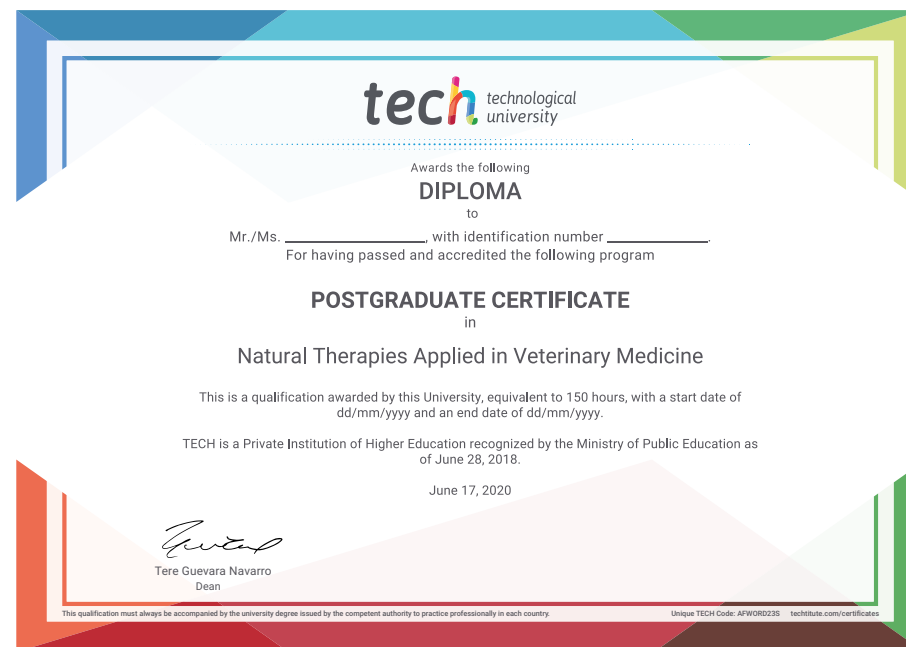 tech technological
university
Awards the following
DIPLOMA
to
Mr./Ms. ____________________, with identification number ____________________.
For having passed and accredited the following program
POSTGRADUATE CERTIFICATE
in
Natural Therapies Applied in Veterinary Medicine
This is a qualification awarded by this University, equivalent to 150 hours, with a start date of
dd/mm/yyyy and an end date of dd/mm/yyyy.
TECH is a Private Institution of Higher Education recognized by the Ministry of Public Education as
of June 28, 2018.
June 17, 2020
Tere Guevara Navarro
Dean
This qualification must always be accompanied by the university degree issued by the competent authority to practice professionally in each country. Unique TECH Code: AFWORD23S techtitute.com/certificates